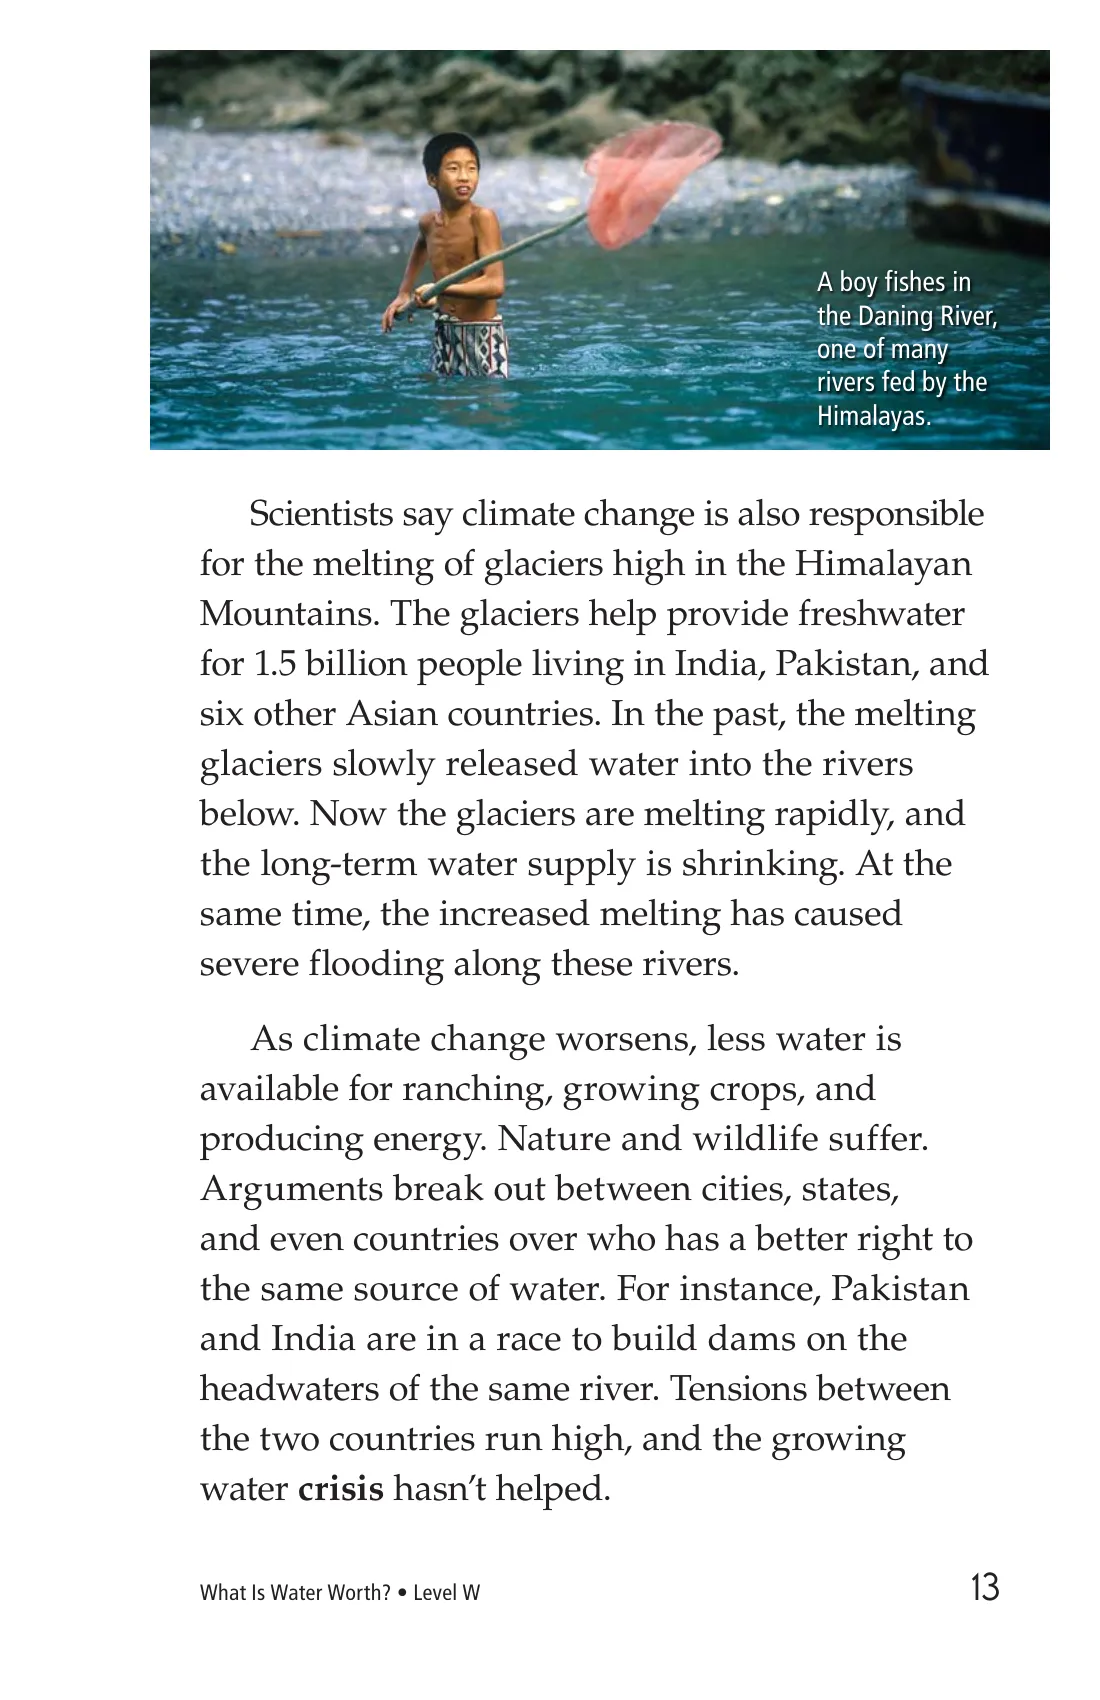 A boy fishes in
the Daning River,
one of many
rivers fed by the
Himalayas.
Scientists say climate change is also responsible
for the melting of glaciers high in the Himalayan
Mountains. The glaciers help provide freshwater
for 1.5 billion people living in India, Pakistan, and
six other Asian countries. In the past, the melting
glaciers slowly released water into the rivers
below. Now the glaciers are melting rapidly, and
the long-term water supply is shrinking. At the
same time, the increased melting has caused
severe flooding along these rivers.
As climate change worsens, less water is
available for ranching, growing crops, and
producing energy. Nature and wildlife suffer.
Arguments break out between cities, states,
and even countries over who has a better right to
the same source of water. For instance, Pakistan
and India are in a race to build dams on the
headwaters of the same river. Tensions between
the two countries run high, and the growing
water crisis hasn’t helped.
What Is Water Worth? • Level W
13